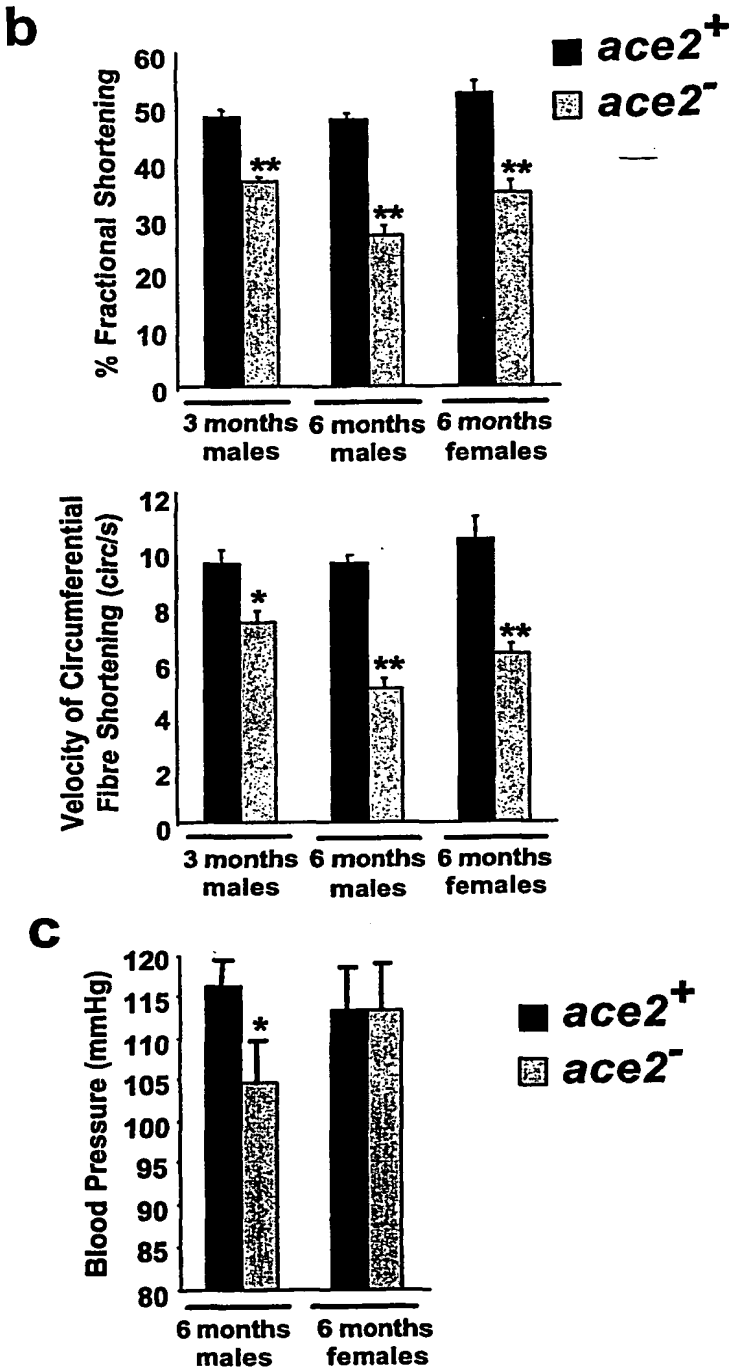 b
ace2+
ace2-
% Fractional Shortening
60
50
40
30
20
10
0
**
**
**
3 months
males
6 months
males
6 months
females
Velocity of Circumferential
Fibre Shortening (circ/s)
12
10
8
6
4
2
0
*
**
**
3 months
males
6 months
males
6 months
females
c
ace2+
ace2-
Blood Pressure (mmHg)
120
115
110
105
100
95
90
85
80
*
6 months
males
6 months
females